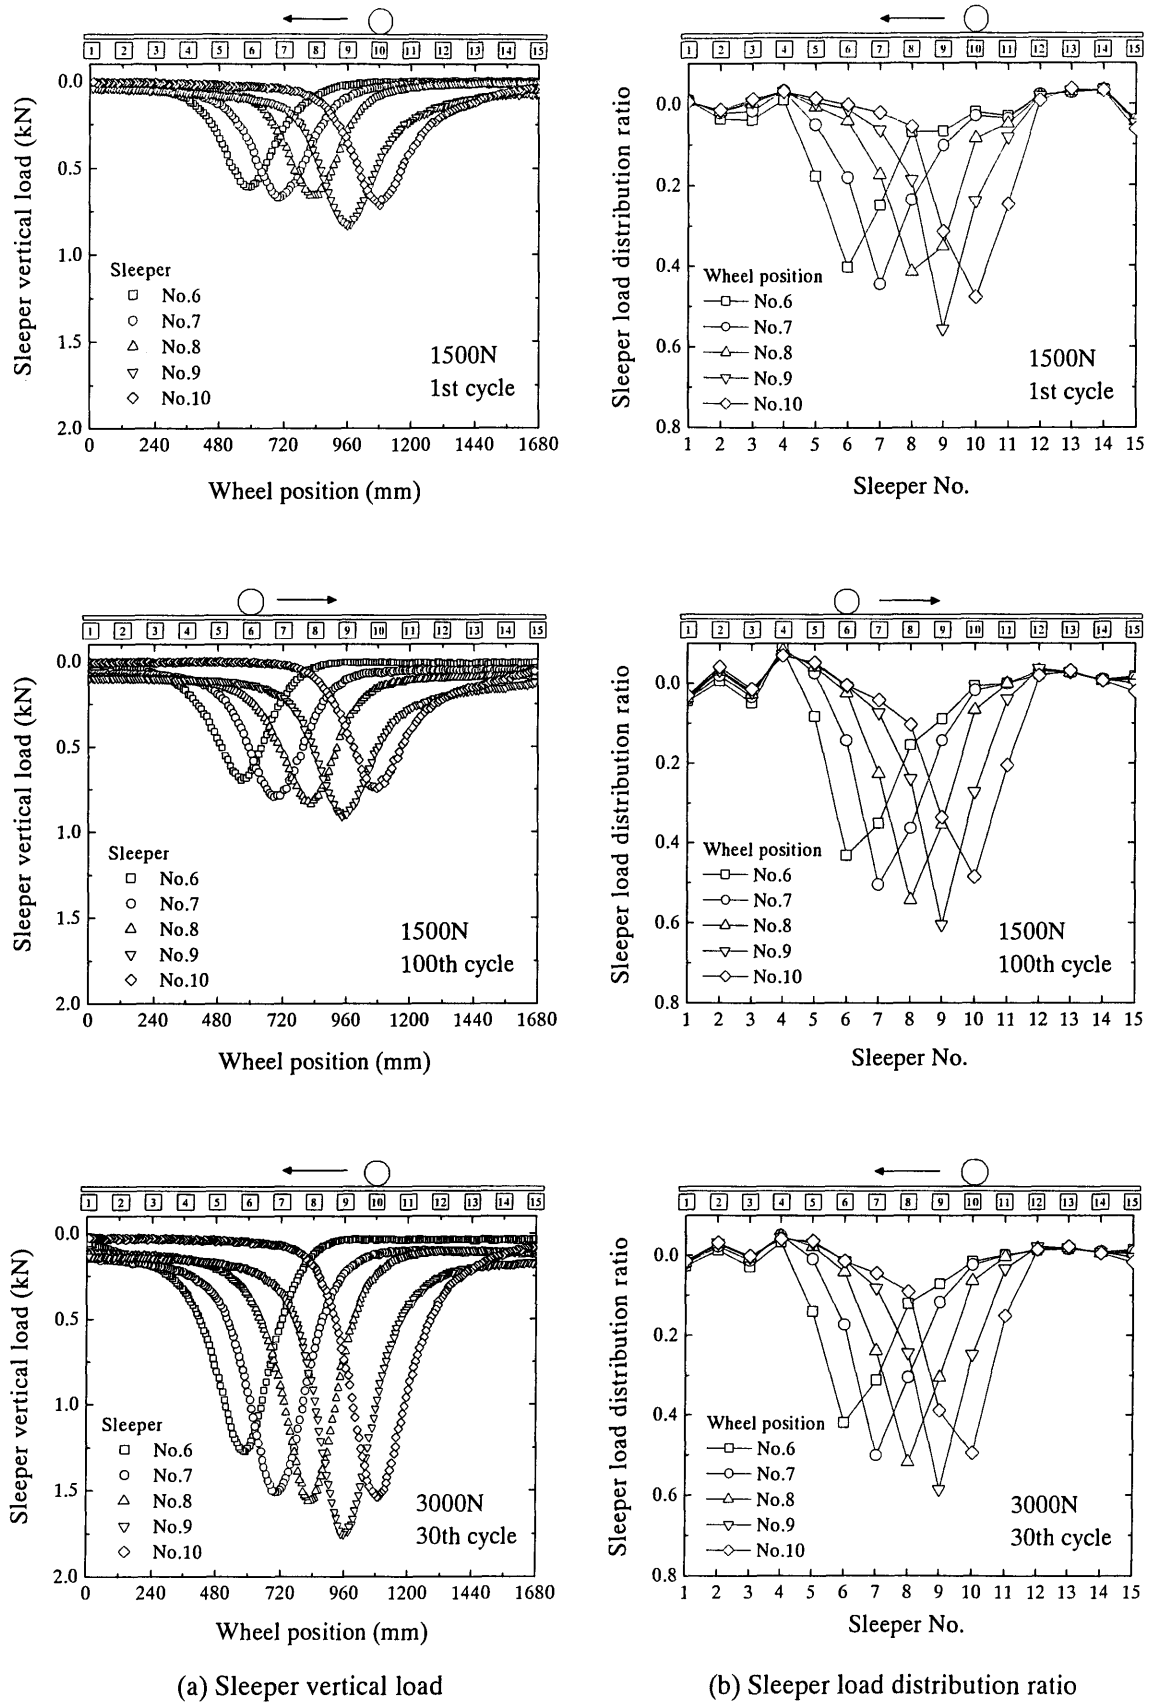 1 2 3 4 5 6 7 8 9 10 11 12 13 14 15
0.0
0.5
1.0
1.5
2.0
Sleeper vertical load (kN)
Sleeper
No.6
No.7
No.8
No.9
No.10
1500N
1st cycle
0 240 480 720 960 1200 1440 1680
Wheel position (mm)
1 2 3 4 5 6 7 8 9 10 11 12 13 14 15
0.0
0.2
0.4
0.6
0.8
Sleeper load distribution ratio
Wheel position
No.6
No.7
No.8
No.9
No.10
1500N
1st cycle
1 2 3 4 5 6 7 8 9 10 11 12 13 14 15
Sleeper No.
1 2 3 4 5 6 7 8 9 10 11 12 13 14 15
0.0
0.5
1.0
1.5
2.0
Sleeper vertical load (kN)
Sleeper
No.6
No.7
No.8
No.9
No.10
1500N
100th cycle
0 240 480 720 960 1200 1440 1680
Wheel position (mm)
1 2 3 4 5 6 7 8 9 10 11 12 13 14 15
0.0
0.2
0.4
0.6
0.8
Sleeper load distribution ratio
Wheel position
No.6
No.7
No.8
No.9
No.10
1500N
100th cycle
1 2 3 4 5 6 7 8 9 10 11 12 13 14 15
Sleeper No.
1 2 3 4 5 6 7 8 9 10 11 12 13 14 15
0.0
0.5
1.0
1.5
2.0
Sleeper vertical load (kN)
Sleeper
No.6
No.7
No.8
No.9
No.10
3000N
30th cycle
0 240 480 720 960 1200 1440 1680
Wheel position (mm)
1 2 3 4 5 6 7 8 9 10 11 12 13 14 15
0.0
0.2
0.4
0.6
0.8
Sleeper load distribution ratio
Wheel position
No.6
No.7
No.8
No.9
No.10
3000N
30th cycle
1 2 3 4 5 6 7 8 9 10 11 12 13 14 15
Sleeper No.
(a) Sleeper vertical load
(b) Sleeper load distribution ratio